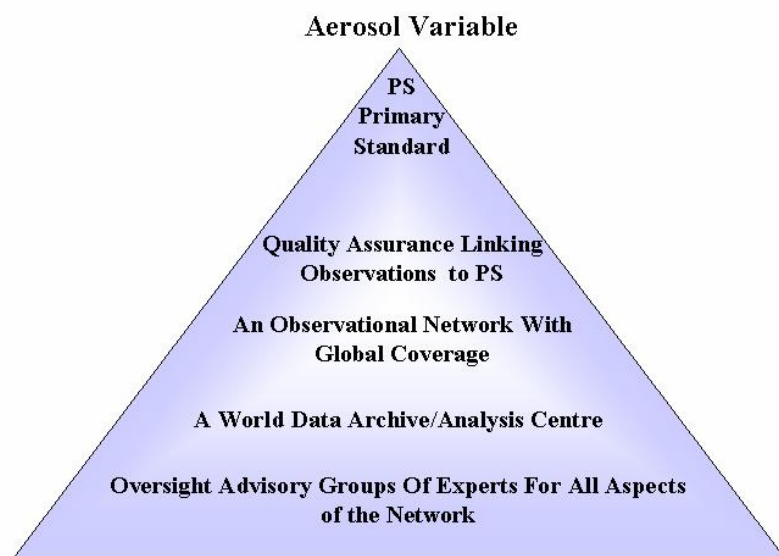 Aerosol Variable
PS
Primary
Standard
Quality Assurance Linking
Observations to PS
An Observational Network With
Global Coverage
A World Data Archive/Analysis Centre
Oversight Advisory Groups Of Experts For All Aspects
of the Network